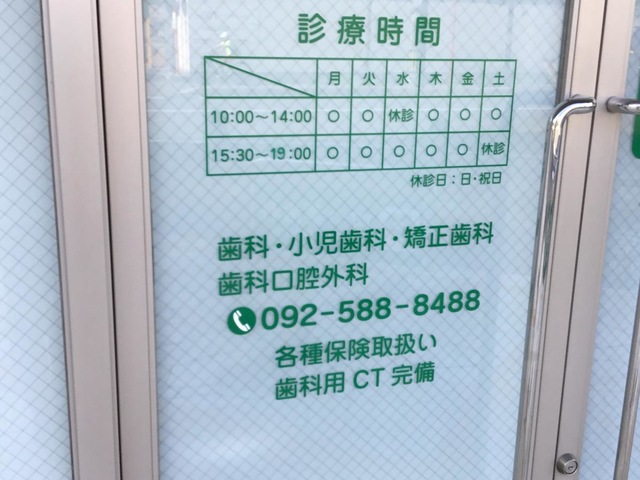 診療時間
月 火 水 木 金 土
10:00～14:00 〇 〇 休診 〇 〇 〇
15:30～19:00 〇 〇 〇 〇 〇 休診
休診日：日・祝日
歯科・小児歯科・矯正歯科
歯科口腔外科
092-588-8488
各種保険取扱い
歯科用CT完備